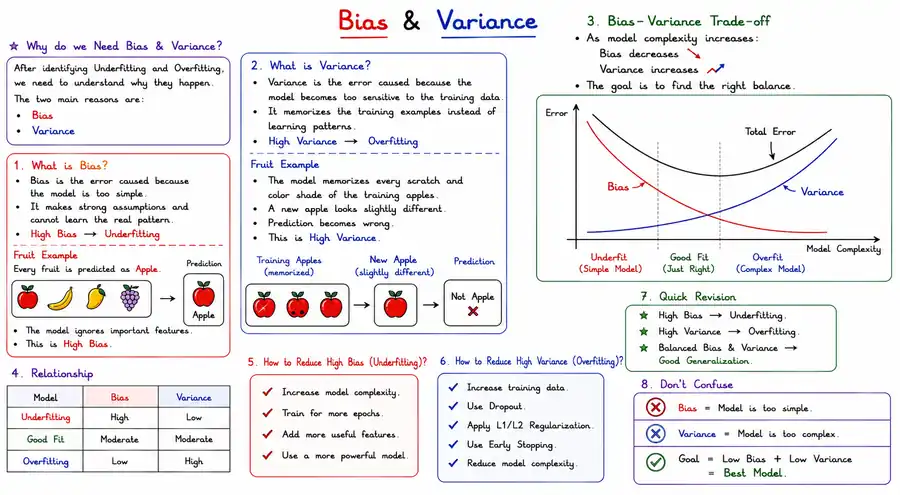 Bias & Variance
☆ Why do we Need Bias & Variance?
After identifying Underfitting and Overfitting,
we need to understand why they happen.
The two main reasons are:
• Bias
• Variance
1. What is Bias?
• Bias is the error caused because
the model is too simple.
• It makes strong assumptions and
cannot learn the real pattern.
• High Bias → Underfitting
Fruit Example
Every fruit is predicted as Apple.
Prediction
Apple
• The model ignores important features.
• This is High Bias.
2. What is Variance?
• Variance is the error caused because the
model becomes too sensitive to the training data.
• It memorizes the training examples instead of
learning patterns.
• High Variance → Overfitting
Fruit Example
• The model memorizes every scratch and
color shade of the training apples.
• A new apple looks slightly different.
• Prediction becomes wrong.
• This is High Variance.
Training Apples
(memorized)
New Apple
(slightly different)
Prediction
Not Apple
3. Bias-Variance Trade-off
• As model complexity increases:
Bias decreases
Variance increases
• The goal is to find the right balance.
Error
Total Error
Bias
Variance
Model Complexity
Underfit
(Simple Model)
Good Fit
(Just Right)
Overfit
(Complex Model)
4. Relationship
Model Bias Variance
Underfitting High Low
Good Fit Moderate Moderate
Overfitting Low High
5. How to Reduce High Bias (Underfitting)?
✓ Increase model complexity.
✓ Train for more epochs.
✓ Add more useful features.
✓ Use a more powerful model.
6. How to Reduce High Variance (Overfitting)?
✓ Increase training data.
✓ Use Dropout.
✓ Apply L1/L2 Regularization.
✓ Use Early Stopping.
✓ Reduce model complexity.
7. Quick Revision
★ High Bias → Underfitting.
★ High Variance → Overfitting.
★ Balanced Bias & Variance →
Good Generalization.
8. Don't Confuse
Bias = Model is too simple.
Variance = Model is too complex.
Goal = Low Bias + Low Variance
= Best Model.